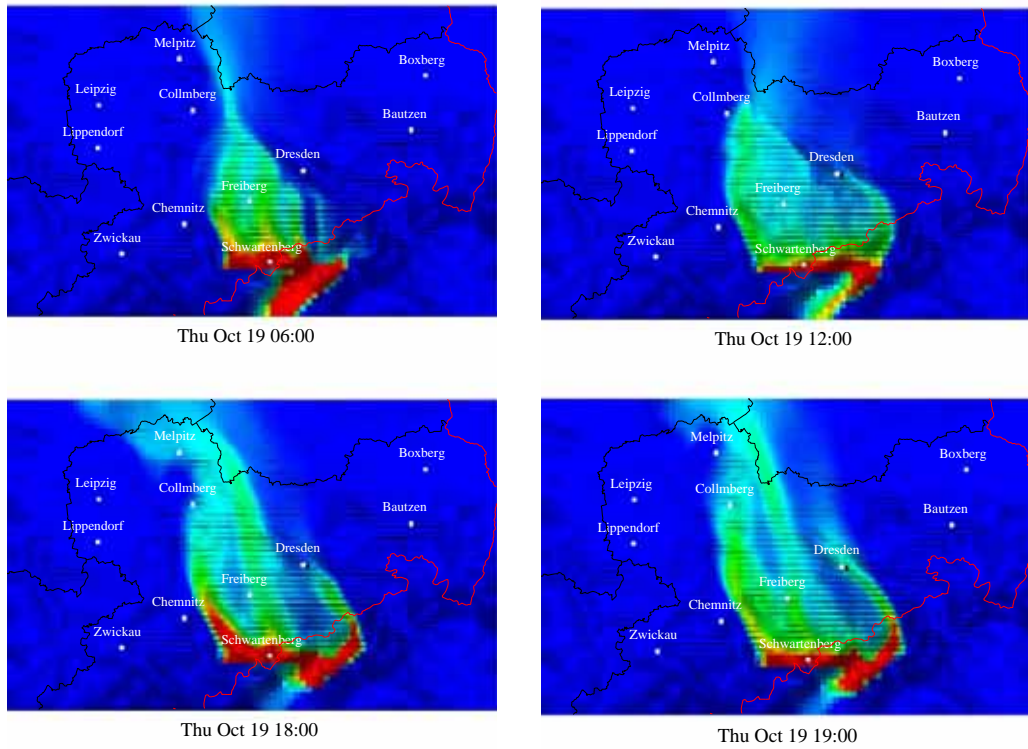 Melpitz
Boxberg
Leipzig
Collmberg
Bautzen
Lippendorf
Dresden
Freiberg
Chemnitz
Zwickau
Schwartenberg
Thu Oct 19 06:00
Melpitz
Boxberg
Collmberg
Leipzig
Bautzen
Lippendorf
Dresden
Freiberg
Chemnitz
Zwickau
Schwartenberg
Thu Oct 19 12:00
Melpitz
Boxberg
Leipzig
Collmberg
Bautzen
Lippendorf
Dresden
Freiberg
Chemnitz
Zwickau
Schwartenberg
Thu Oct 19 18:00
Melpitz
Boxberg
Leipzig
Collmberg
Bautzen
Lippendorf
Dresden
Freiberg
Chemnitz
Zwickau
Schwartenberg
Thu Oct 19 19:00